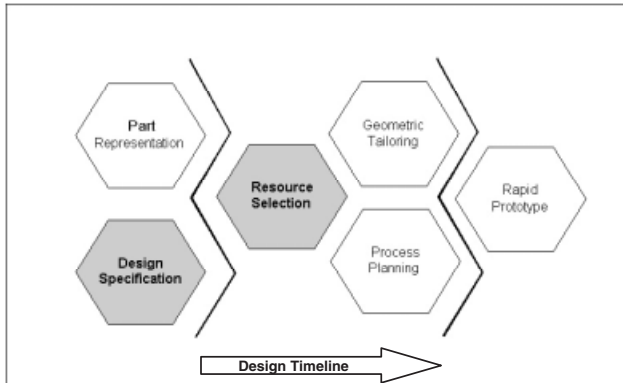 Part
Representation
Design
Specification
Resource
Selection
Geometric
Tailoring
Process
Planning
Rapid
Prototype
Design Timeline